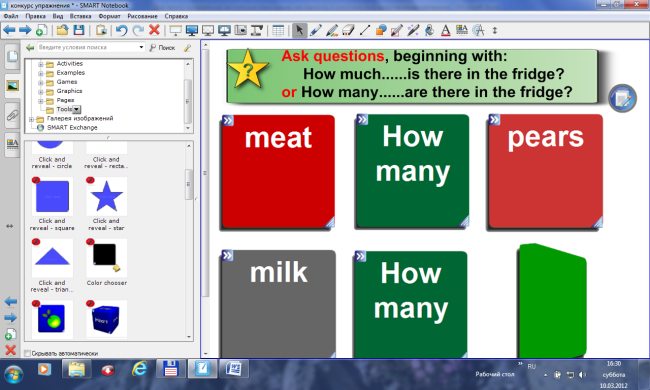 конкурс упражнения * - SMART Notebook
Файл Правка Вид Вставка Формат Рисование Справка
Введите условия поиска
Поиск
Activities
Examples
Games
Graphics
Pages
Tools
Галерея изображений
SMART Exchange
Click and reveal - circle
Click and reveal - recta...
Click and reveal - square
Click and reveal - star
Click and reveal - trian...
Color chooser
Скрывать автоматически
Ask questions, beginning with:
How much......is there in the fridge?
or How many......are there in the fridge?
meat
How many
pears
milk
How many
Рабочий стол
RU
16:30
суббота
10.03.2012